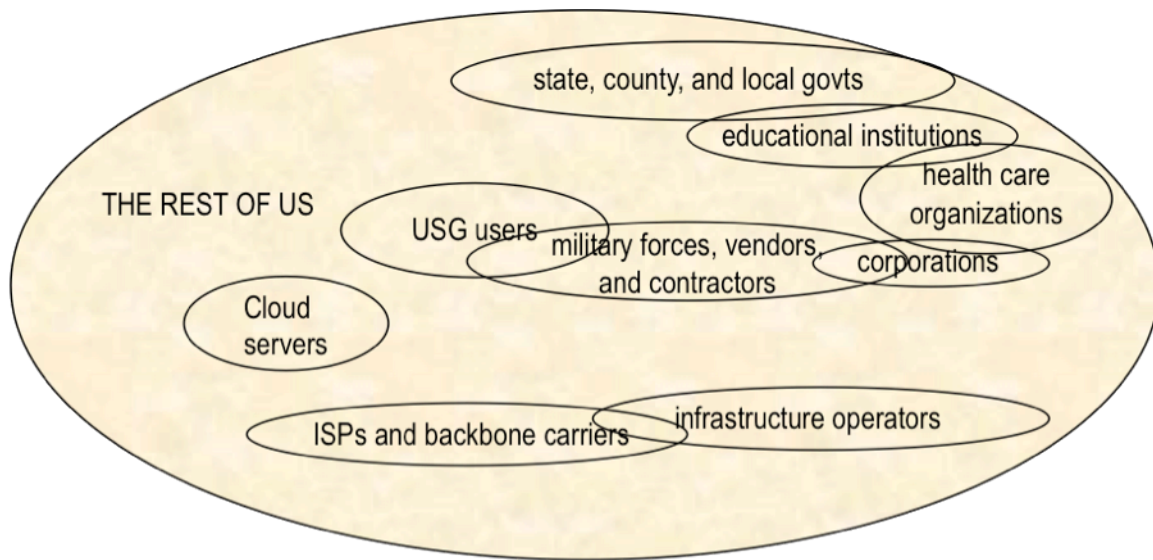 state, county, and local govts
educational institutions
health care
organizations
THE REST OF US
USG users
military forces, vendors,
and contractors
corporations
Cloud
servers
infrastructure operators
ISPs and backbone carriers